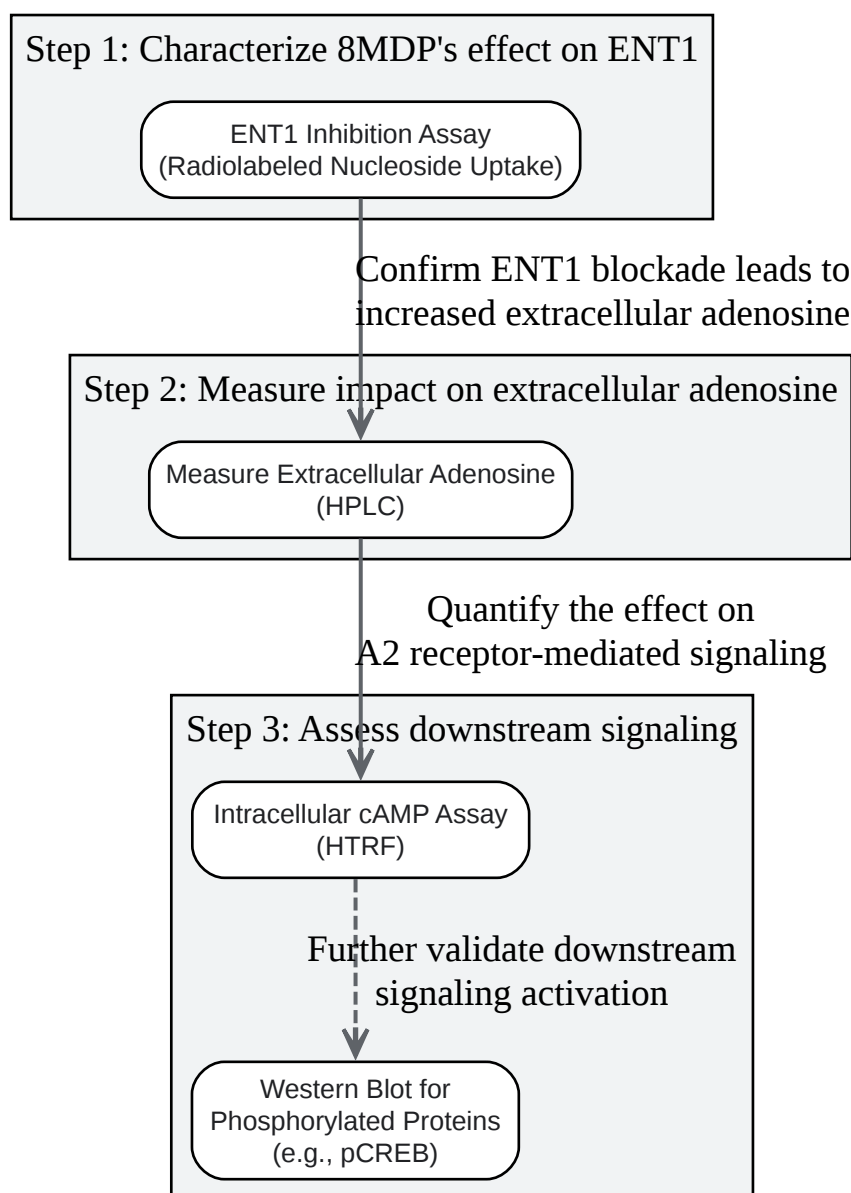 Step 1: Characterize 8MDP's effect on ENT1
ENT1 Inhibition Assay
(Radiolabeled Nucleoside Uptake)
Confirm ENT1 blockade leads to
increased extracellular adenosine
Step 2: Measure impact on extracellular adenosine
Measure Extracellular Adenosine
(HPLC)
Quantify the effect on
A2 receptor-mediated signaling
Step 3: Assess downstream signaling
Intracellular cAMP Assay
(HTRF)
Further validate downstream
signaling activation
Western Blot for
Phosphorylated Proteins
(e.g., pCREB)